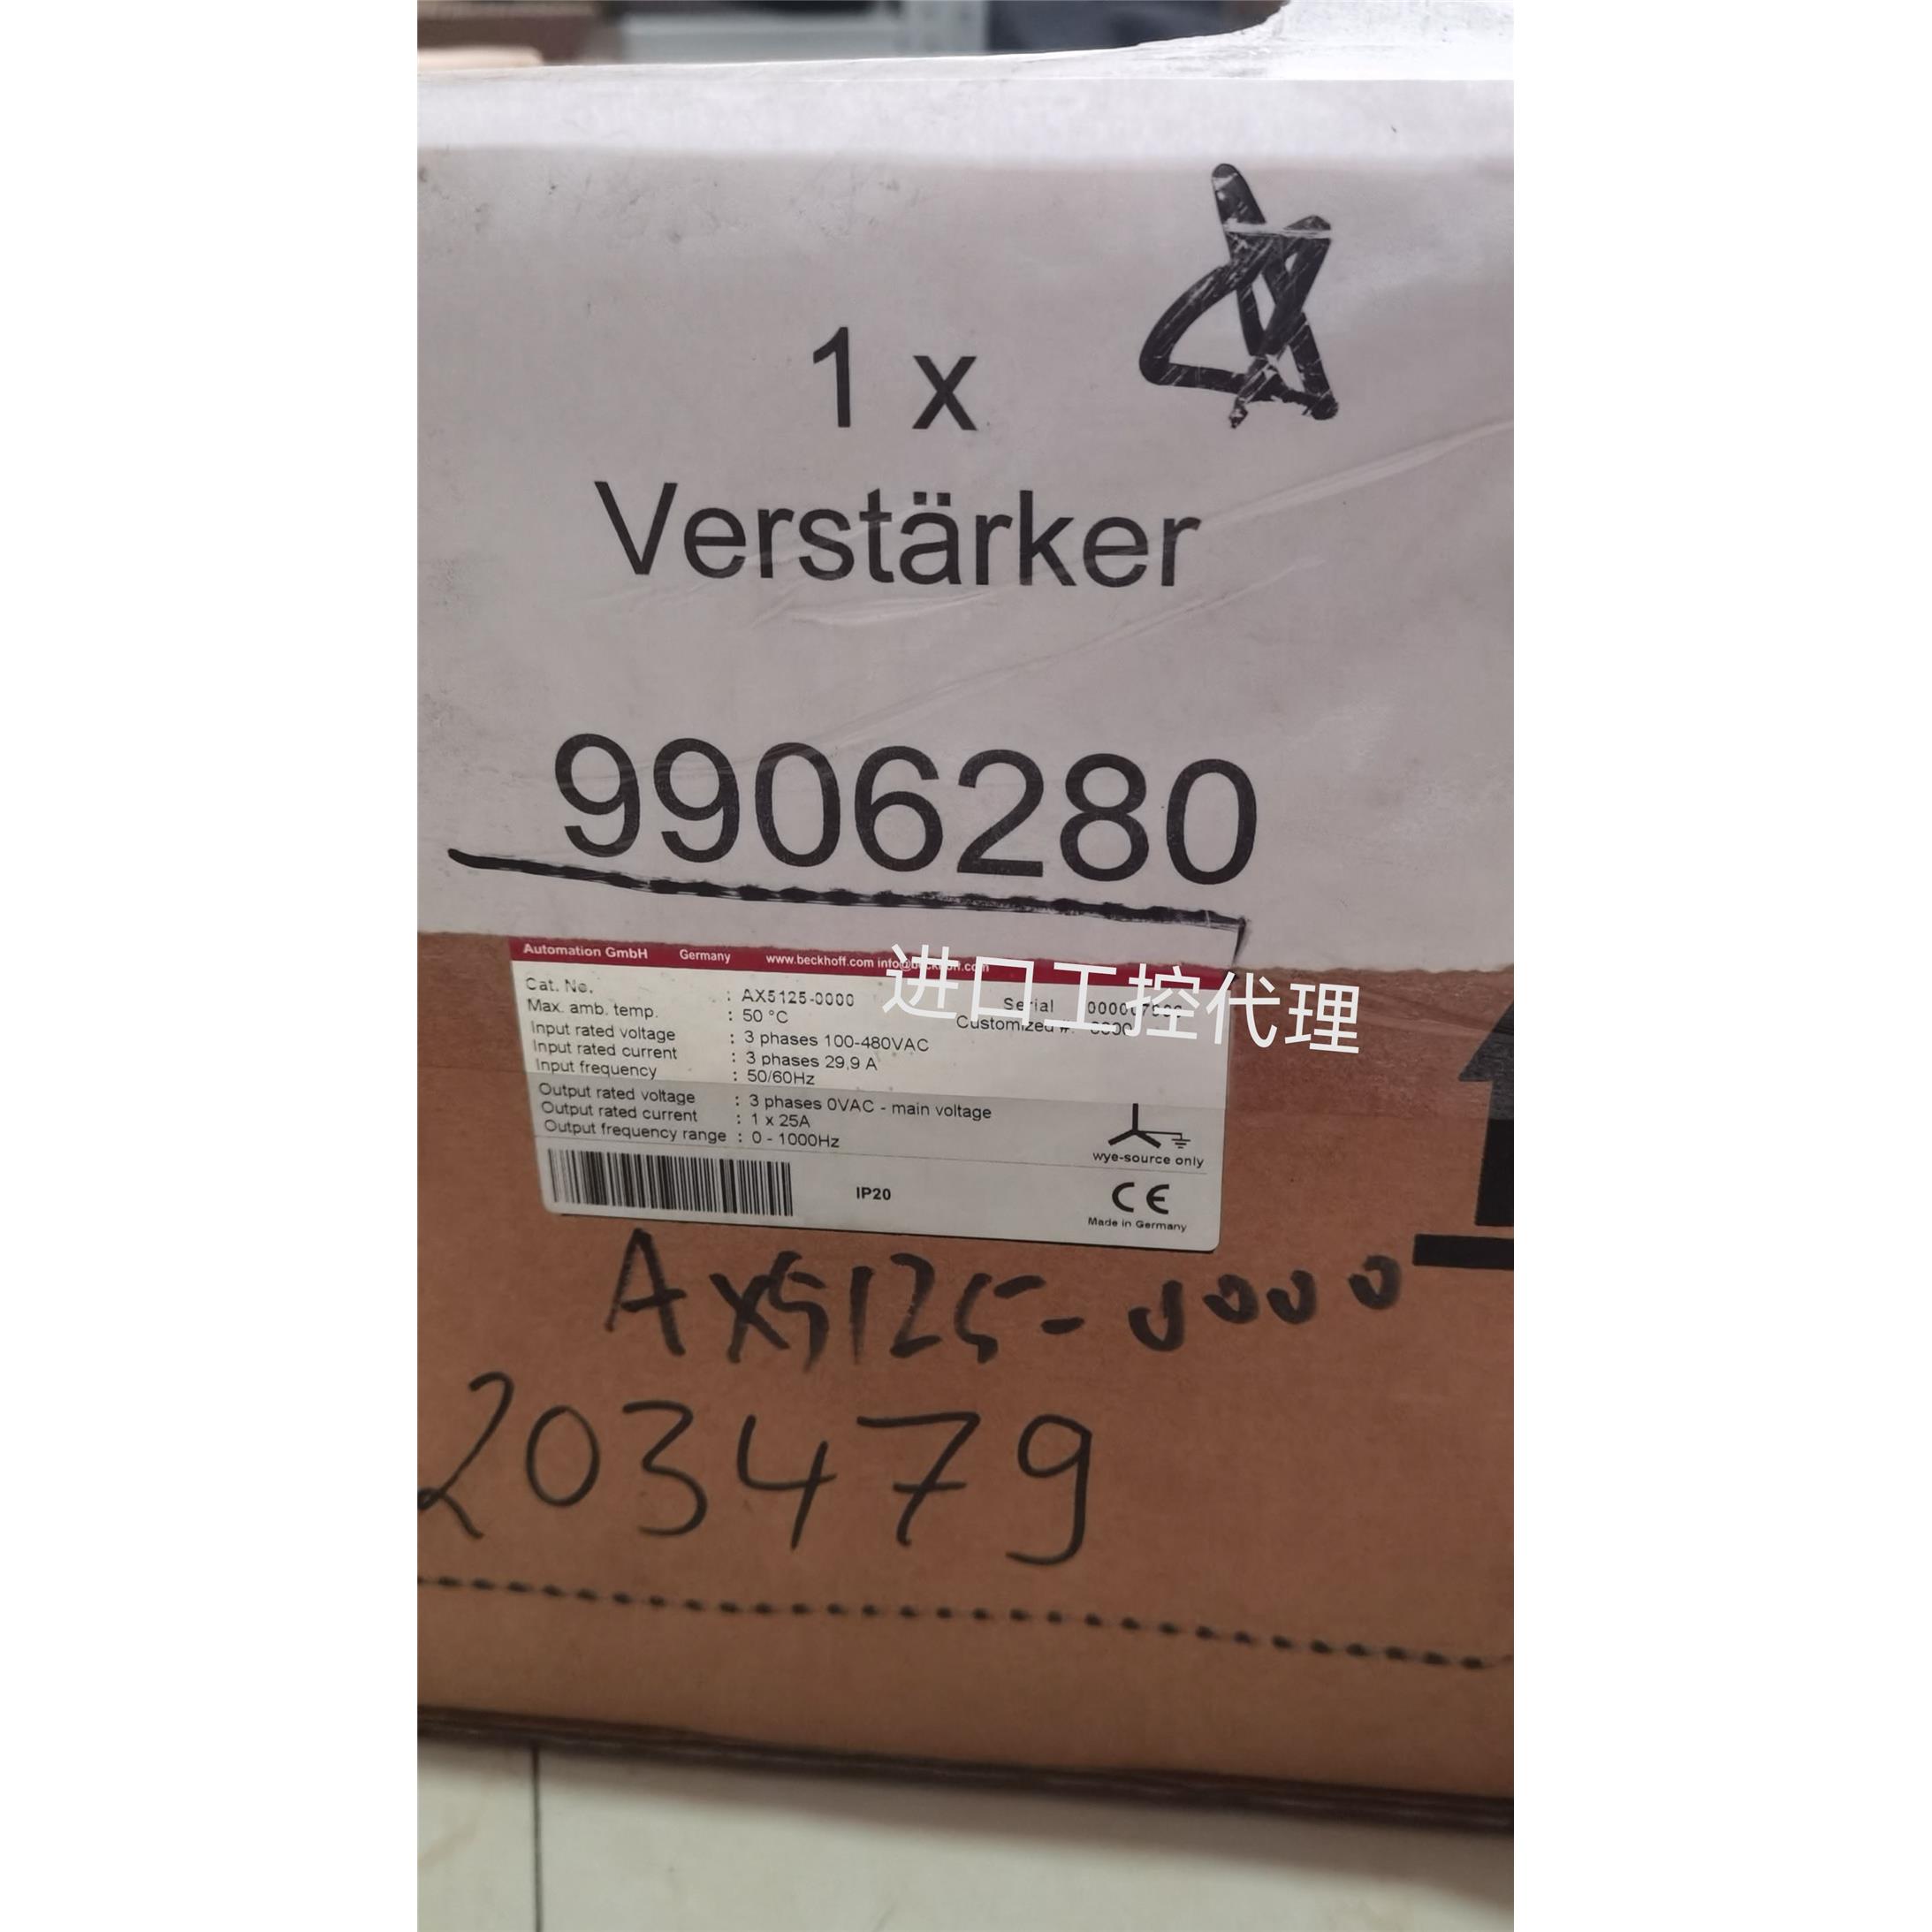 1 x
Verstärker
9906280
Automation GmbH Germany www.beckhoff.com
进口工控代理
Cat. No. : AX5125-0000 Serial
Max. amb. temp. : 50 °C Customized
Input rated voltage : 3 phases 100-480VAC
Input rated current : 3 phases 29,9 A
Input frequency : 50/60Hz
Output rated voltage : 3 phases 0VAC - main voltage
Output rated current : 1 x 25A
Output frequency range : 0 - 1000Hz
wye-source only
IP20
CE
Made in Germany
AX5125-0000
203479